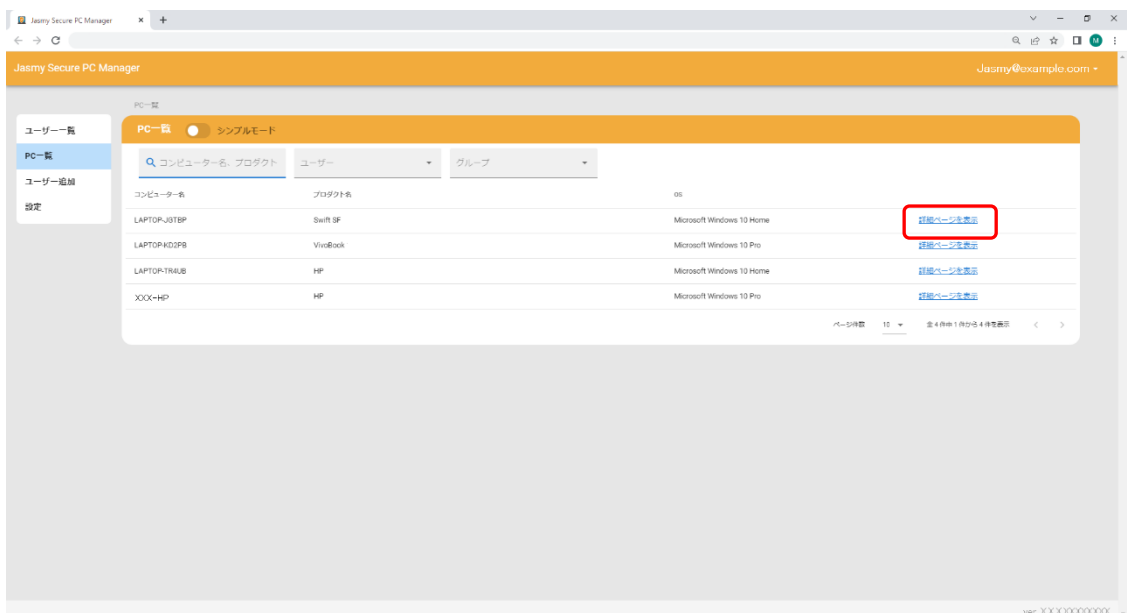 Jasmy Secure PC Manager
M
Jasmy Secure PC Manager
Jasmy@example.com
PC一覧
ユーザー一覧
PC一覧
ユーザー追加
設定
PC一覧 シンプルモード
コンピューター名、プロダクト ユーザー グループ
コンピューター名 プロダクト名 OS
LAPTOP-JGTBP Swift SF Microsoft Windows 10 Home 詳細ページを表示
LAPTOP-KD2PB VivoBook Microsoft Windows 10 Pro 詳細ページを表示
LAPTOP-TR4UB HP Microsoft Windows 10 Home 詳細ページを表示
XXX-HP HP Microsoft Windows 10 Pro 詳細ページを表示
ページ件数 10 全 4 件中 1 件から 4 件を表示